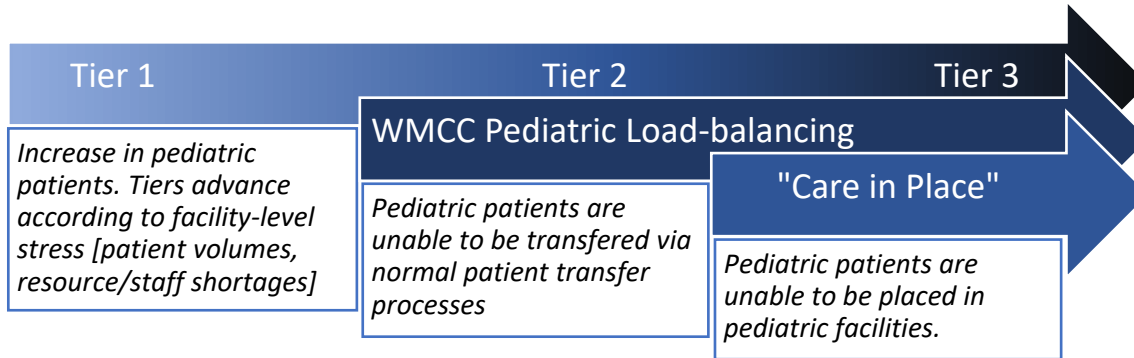 Tier 1
Tier 2
Tier 3
WMCC Pediatric Load-balancing
"Care in Place"
Increase in pediatric
patients. Tiers advance
according to facility-level
stress [patient volumes,
resource/staff shortages]
Pediatric patients are
unable to be transfered via
normal patient transfer
processes
Pediatric patients are
unable to be placed in
pediatric facilities.